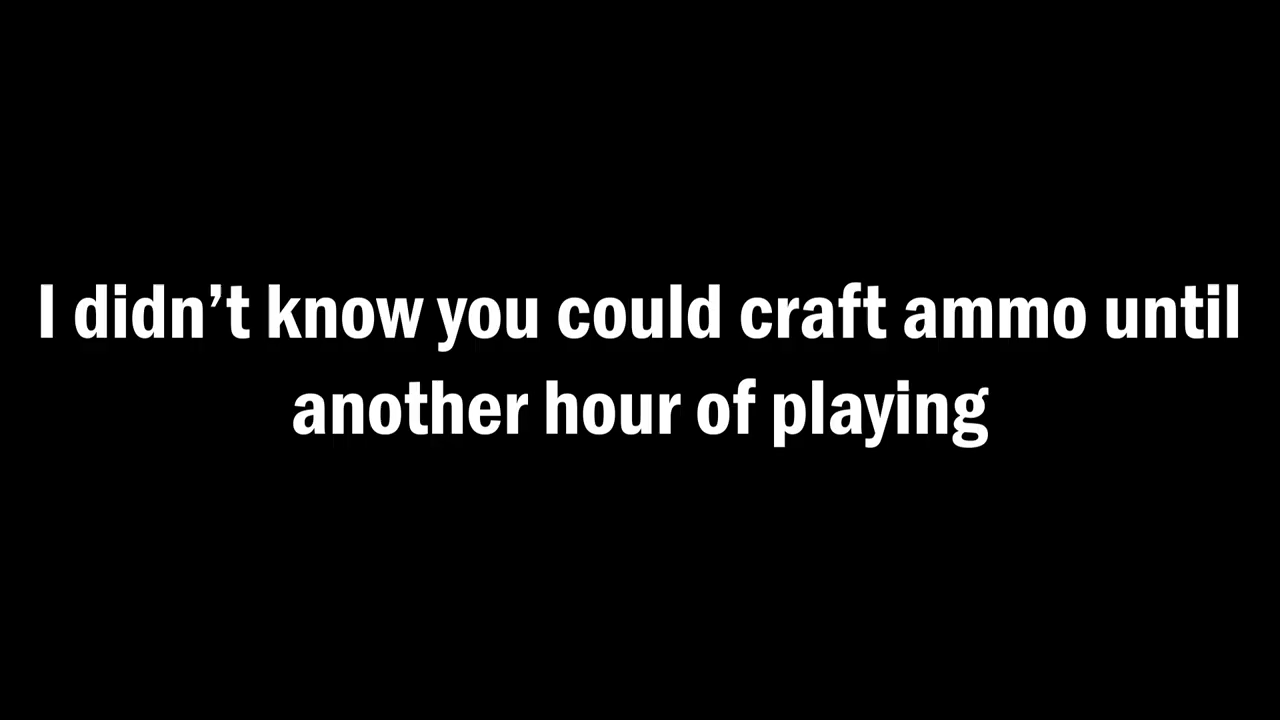 I didn’t know you could craft ammo until
another hour of playing